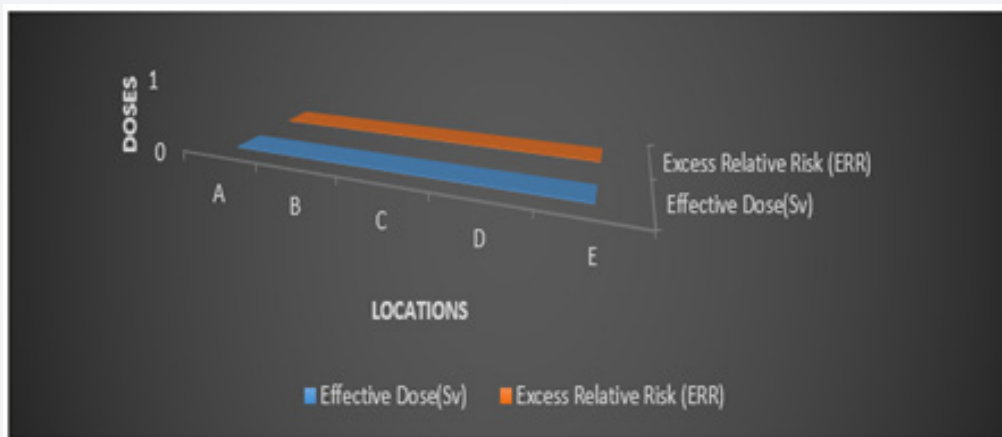 DOSES
1
0
A
B
C
D
E
Excess Relative Risk (ERR)
Effective Dose(Sv)
LOCATIONS
Effective Dose(Sv) Excess Relative Risk (ERR)